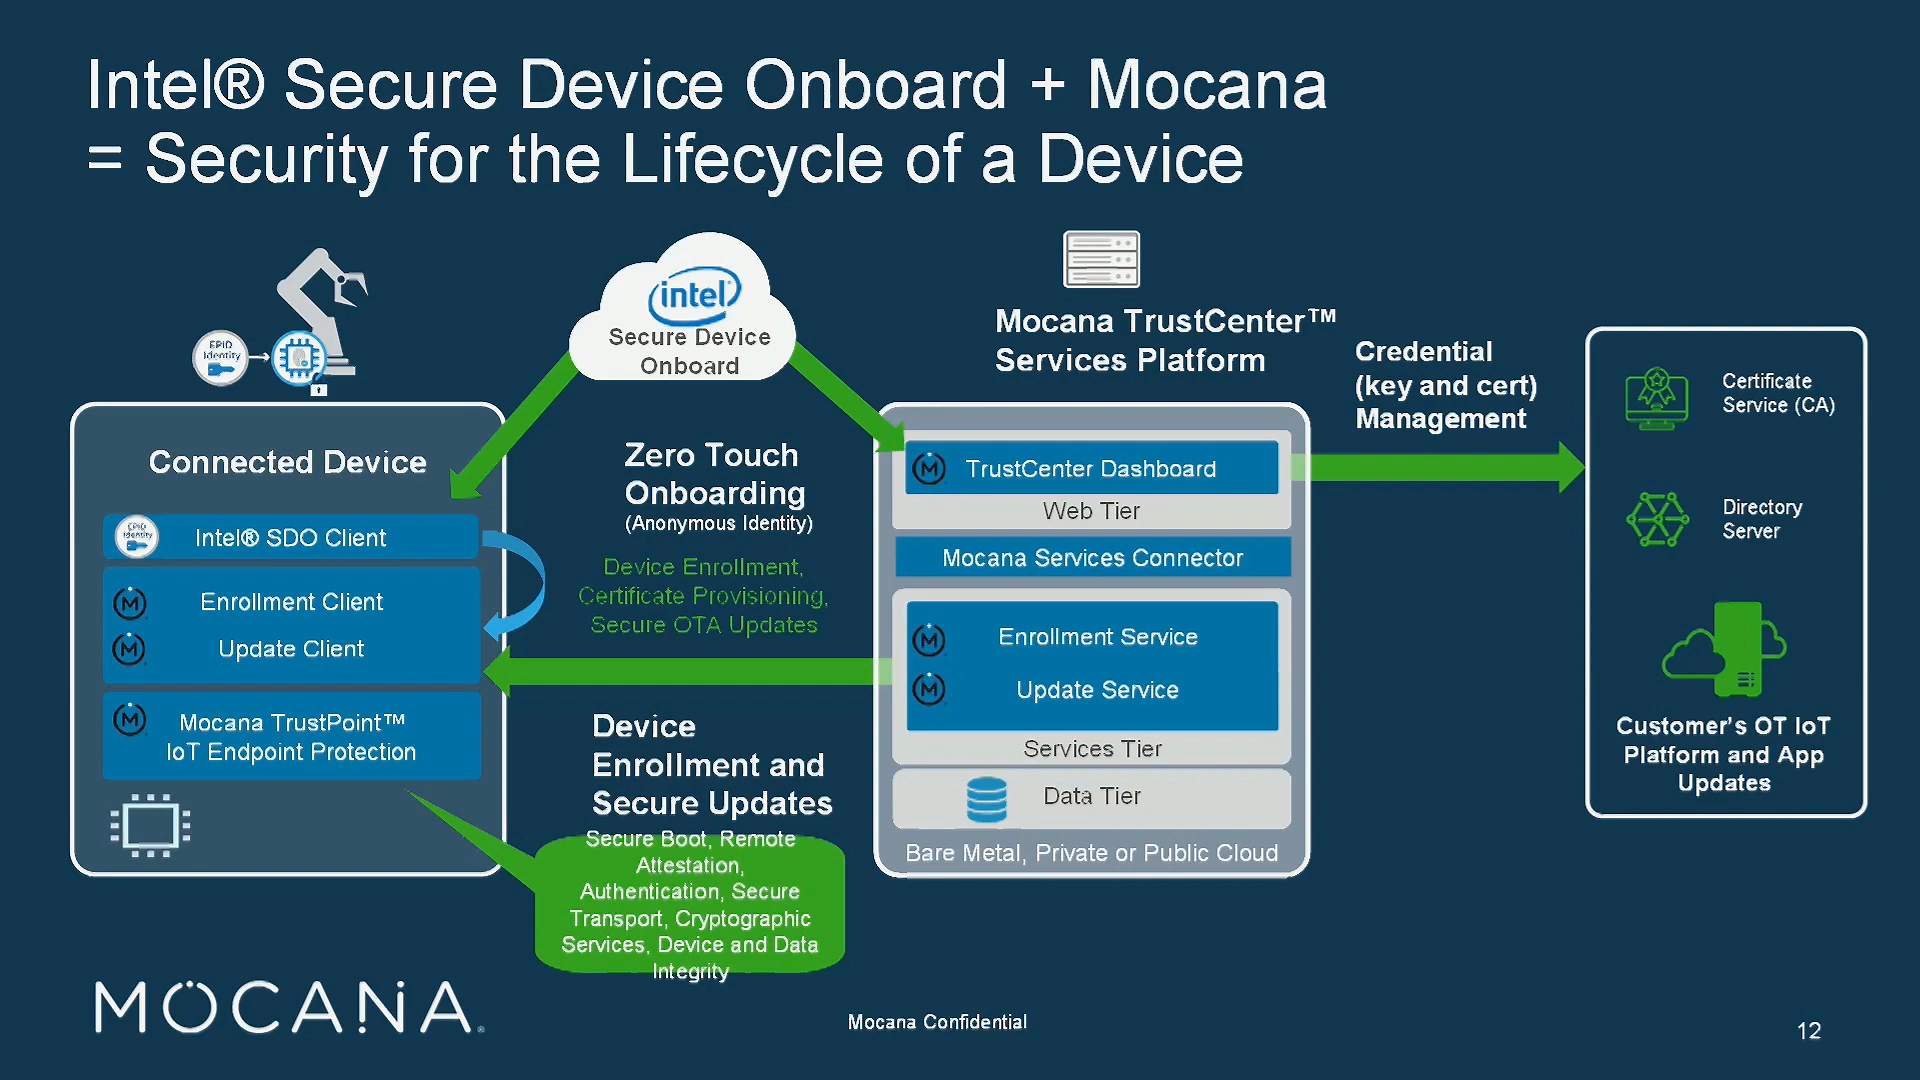 Intel® Secure Device Onboard + Mocana
= Security for the Lifecycle of a Device
EPID
Identity
intel
Secure Device
Onboard
Mocana TrustCenter™
Services Platform
Credential
(key and cert)
Management
Certificate
Service (CA)
Directory
Server
Customer's OT IoT
Platform and App
Updates
Connected Device
EPID
Identity
Intel® SDO Client
Enrollment Client
Update Client
Mocana TrustPoint™
IoT Endpoint Protection
Zero Touch
Onboarding
(Anonymous Identity)
Device Enrollment,
Certificate Provisioning,
Secure OTA Updates
Device
Enrollment and
Secure Updates
Secure Boot, Remote
Attestation,
Authentication, Secure
Transport, Cryptographic
Services, Device and Data
Integrity
TrustCenter Dashboard
Web Tier
Mocana Services Connector
Enrollment Service
Update Service
Services Tier
Data Tier
Bare Metal, Private or Public Cloud
MOCANA
Mocana Confidential
12